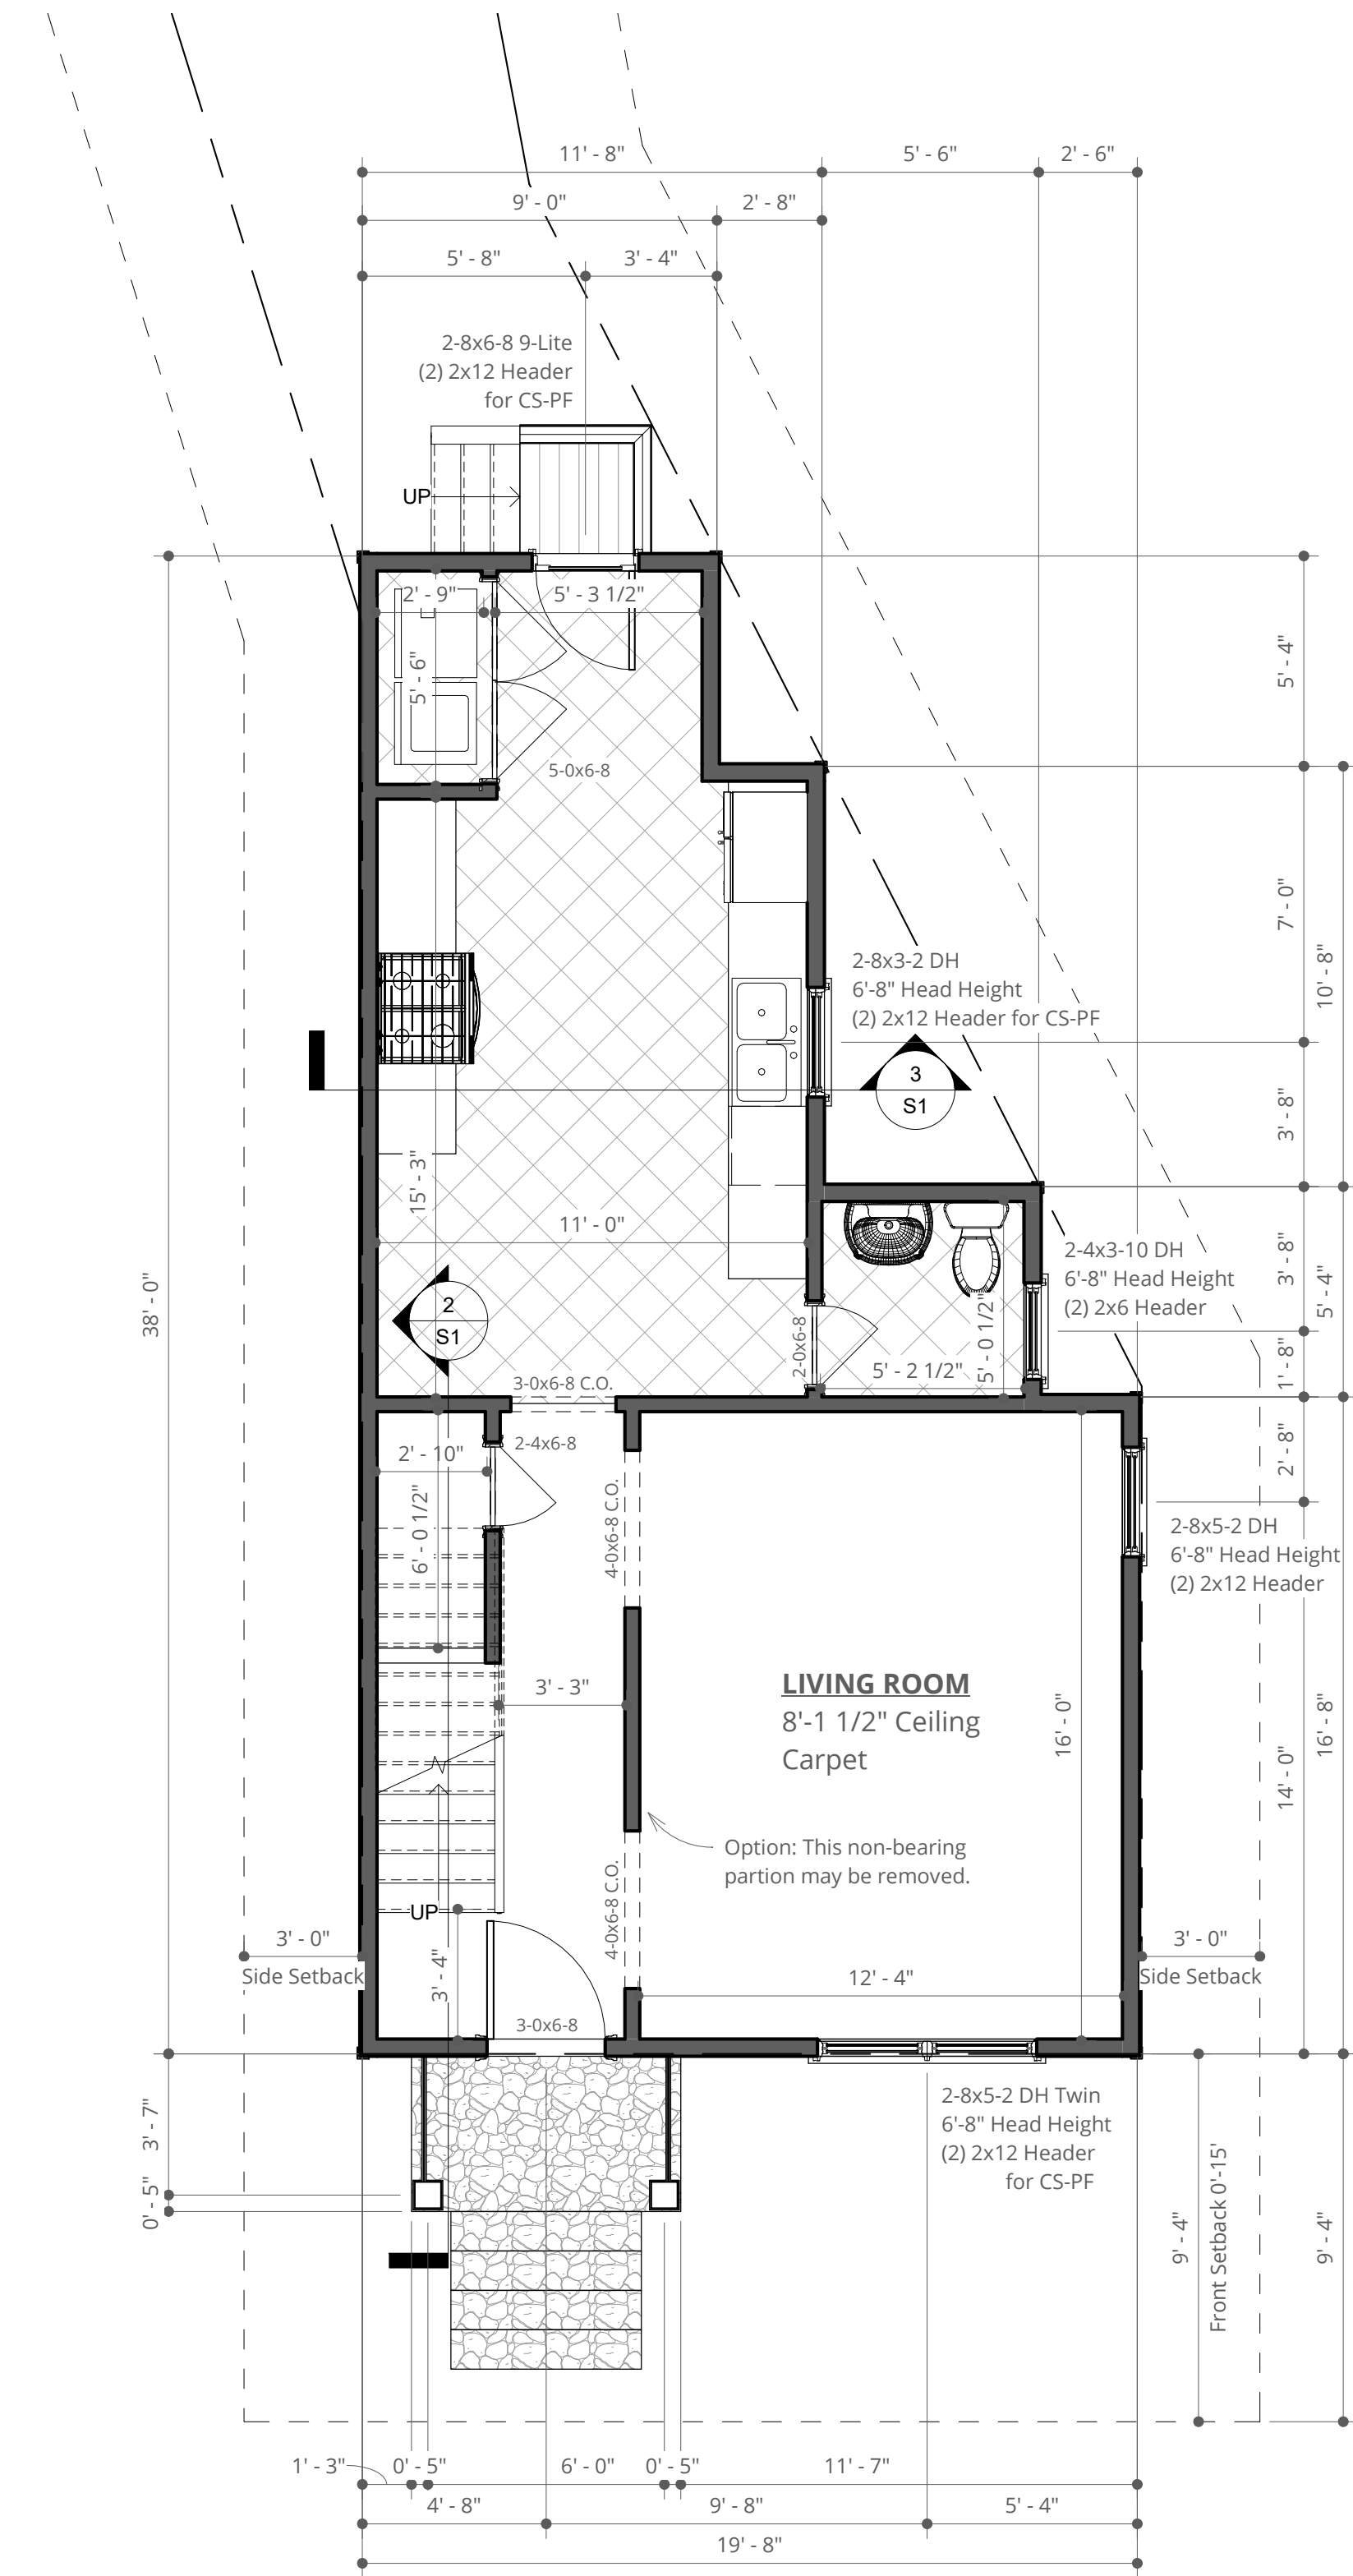 11' - 8"
5' - 6"
2' - 6"
9' - 0"
2' - 8"
5' - 8"
3' - 4"
2-8x6-8 9-Lite
(2) 2x12 Header
for CS-PF
UP
2' - 9"
5' - 3 1/2"
5' - 6"
5' - 4"
5-0x6-8
7' - 0"
10' - 8"
2-8x3-2 DH
6'-8" Head Height
(2) 2x12 Header for CS-PF
3
S1
3' - 8"
15' - 3"
11' - 0"
2-4x3-10 DH
6'-8" Head Height
(2) 2x6 Header
3' - 8"
5' - 4"
38' - 0"
2
S1
2-0x6-8
5' - 0 1/2"
5' - 2 1/2"
1' - 8"
3-0x6-8 C.O.
2' - 10"
2-4x6-8
2' - 8"
6' - 0 1/2"
4-0x6-8 C.O.
2-8x5-2 DH
6'-8" Head Height
(2) 2x12 Header
3' - 3"
LIVING ROOM
8'-1 1/2" Ceiling
Carpet
16' - 0"
16' - 8"
14' - 0"
Option: This non-bearing
partion may be removed.
4-0x6-8 C.O.
UP
3' - 0"
Side Setback
3' - 4"
12' - 4"
3' - 0"
Side Setback
3-0x6-8
2-8x5-2 DH Twin
6'-8" Head Height
(2) 2x12 Header
for CS-PF
3' - 7"
0' - 5"
9' - 4"
Front Setback 0'-15'
9' - 4"
1' - 3"
0' - 5"
6' - 0"
0' - 5"
11' - 7"
4' - 8"
9' - 8"
5' - 4"
19' - 8"